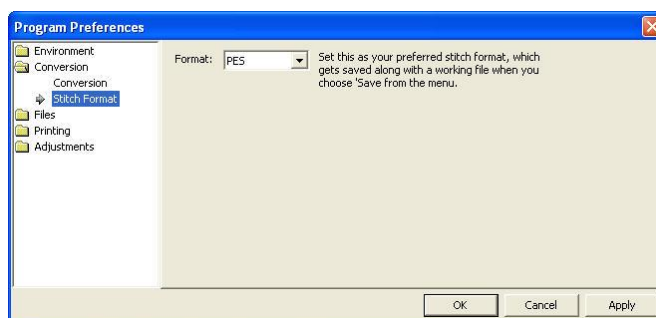 Program Preferences
Environment
Conversion
Conversion
Stitch Format
Files
Printing
Adjustments
Format: PES
Set this as your preferred stitch format, which
gets saved along with a working file when you
choose 'Save from the menu.
OK Cancel Apply